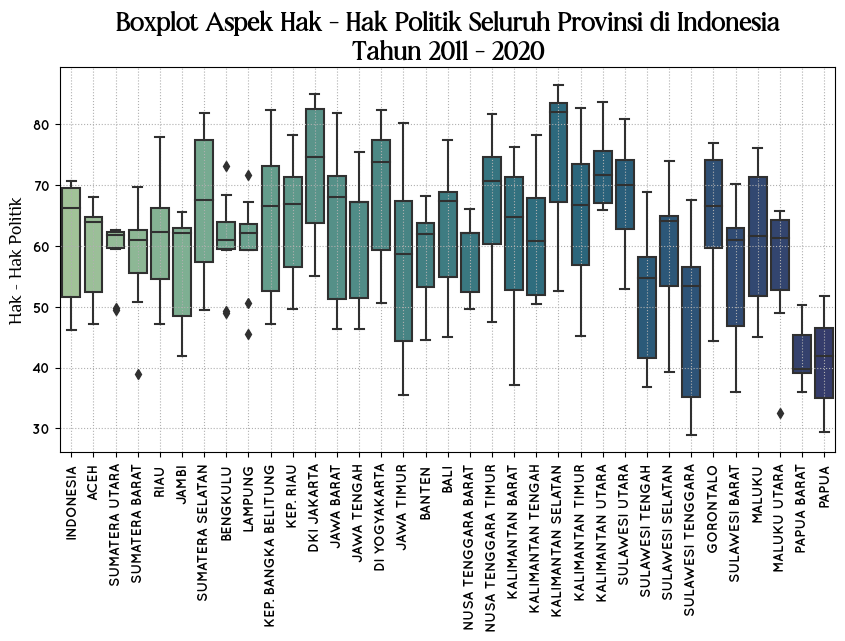 Boxplot Aspek Hak - Hak Politik Seluruh Provinsi di Indonesia
Tahun 2011 - 2020
Hak - Hak Politik
80
70
60
50
40
30
INDONESIA
ACEH
SUMATERA UTARA
SUMATERA BARAT
RIAU
JAMBI
SUMATERA SELATAN
BENGKULU
LAMPUNG
KEP. BANGKA BELITUNG
KEP. RIAU
DKI JAKARTA
JAWA BARAT
JAWA TENGAH
DI YOGYAKARTA
JAWA TIMUR
BANTEN
BALI
NUSA TENGGARA BARAT
NUSA TENGGARA TIMUR
KALIMANTAN BARAT
KALIMANTAN TENGAH
KALIMANTAN SELATAN
KALIMANTAN TIMUR
KALIMANTAN UTARA
SULAWESI UTARA
SULAWESI TENGAH
SULAWESI SELATAN
SULAWESI TENGGARA
GORONTALO
SULAWESI BARAT
MALUKU
MALUKU UTARA
PAPUA BARAT
PAPUA